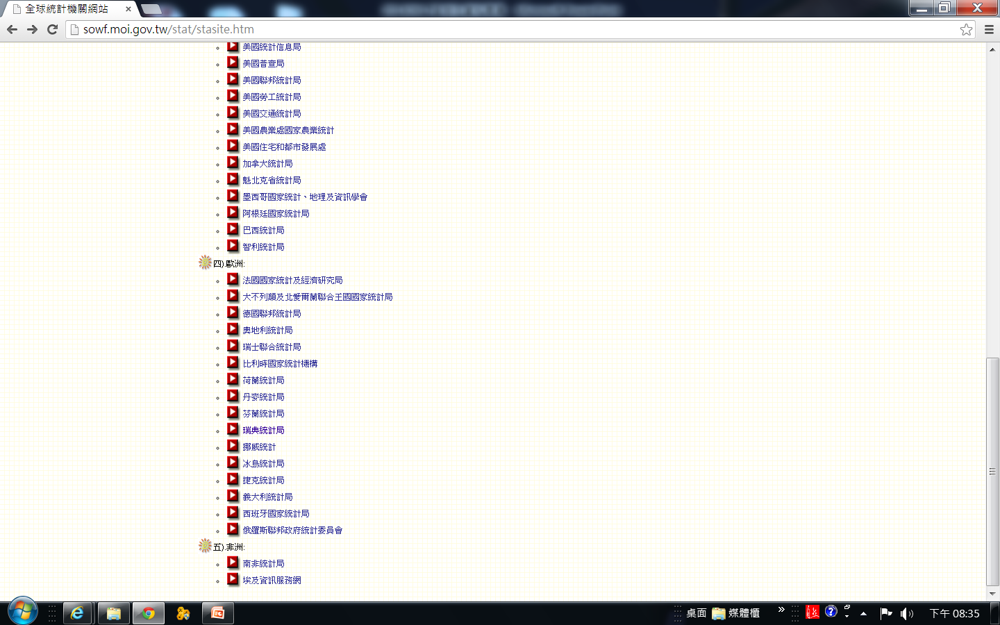 全球統計機關網站
sowf.moi.gov.tw/stat/stasite.htm
美國統計信息局
美國普查局
美國聯邦統計局
美國勞工統計局
美國交通統計局
美國農業處國家農業統計
美國住宅和都市發展處
加拿大統計局
魁北克省統計局
墨西哥國家統計、地理及資訊學會
阿根廷國家統計局
巴西統計局
智利統計局
四).歐洲:
法國國家統計及經濟研究局
大不列顛及北愛爾蘭聯合王國國家統計局
德國聯邦統計局
奧地利統計局
瑞士聯合統計局
比利時國家統計機構
荷蘭統計局
丹麥統計局
芬蘭統計局
瑞典統計局
挪威統計
冰島統計局
捷克統計局
義大利統計局
西班牙國家統計局
俄羅斯聯邦政府統計委員會
五).非洲:
南非統計局
埃及資訊服務網
桌面 媒體櫃 » 下午 08:35